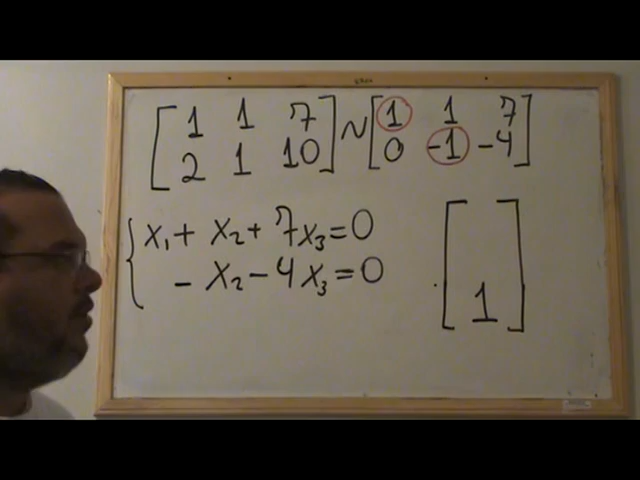 [1 1 7] ~ [1 1 7]
[2 1 10] [0 -1 -4]
x₁ + x₂ + 7x₃ = 0
- x₂ - 4x₃ = 0
1